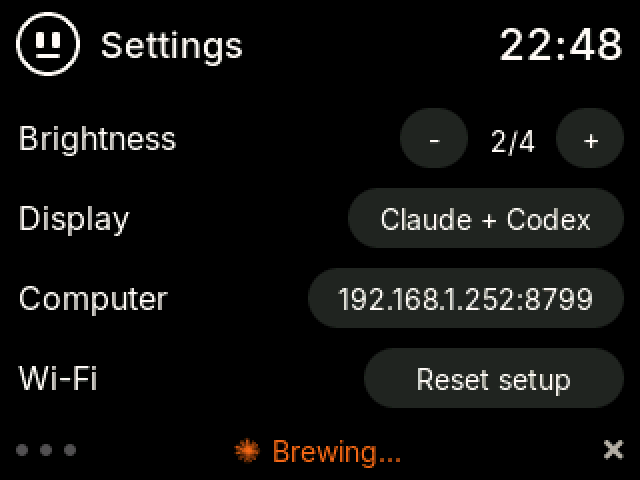 Settings 22:48
Brightness - 2/4 +
Display Claude + Codex
Computer 192.168.1.252:8799
Wi-Fi Reset setup
Brewing... ×